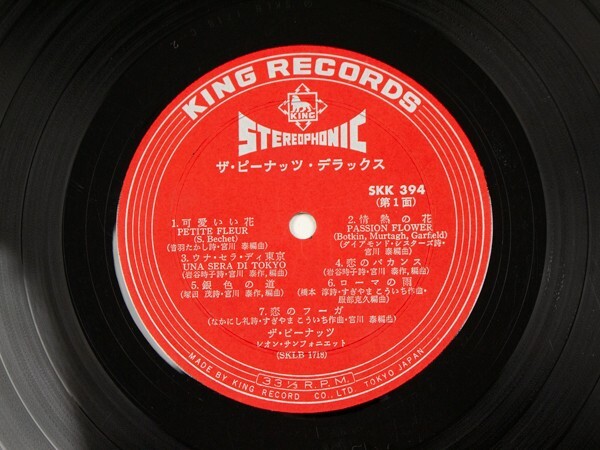 KING RECORDS
KING
STEREOPHONIC
ザ・ピーナッツ・デラックス
SKK 394
(第1面)
1.可愛いい花
PETITE FLEUR
(S. Bechet)
(音羽たかし詩・宮川 泰編曲)
2.情熱の花
PASSION FLOWER
(Botkin, Murtagh, Garfield)
(ダイアモンド・シスターズ詩・
宮川 泰編曲)
3.ウナ・セラ・ディ東京
UNA SERA DI TOKYO
(岩谷時子詩・宮川 泰作,編曲)
4.恋のバカンス
(岩谷時子詩・宮川 泰作,編曲)
5.銀色の道
(塚田 茂詩・宮川 泰作,編曲)
6.ローマの雨
(橋本 淳詩・すぎやまこういち作曲・
服部克久編曲)
7.恋のフーガ
(なかにし礼詩・すぎやまこういち作曲・宮川 泰編曲)
ザ・ピーナッツ
レオン・サンフォニエット
(SKLB 1718)
33⅓ R.P.M.
MADE BY KING RECORD CO., LTD. TOKYO JAPAN